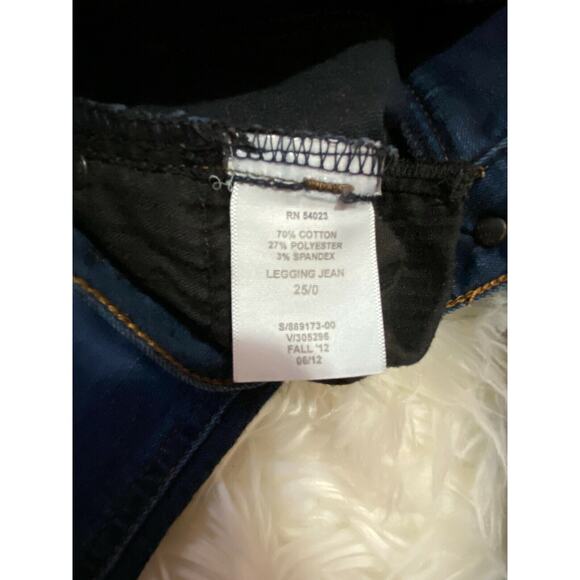 RN 54023
70% COTTON
27% POLYESTER
3% SPANDEX
LEGGING JEAN
25/0
S/889173-00
V/305296
FALL '12
06/12